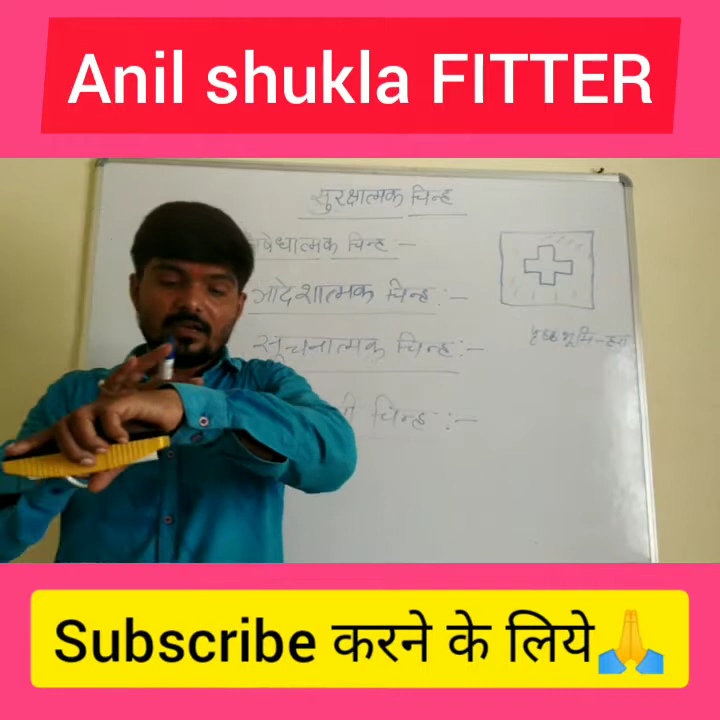 Anil shukla FITTER
सुरक्षात्मक चिन्ह
चिन्ह :-
आदेशात्मक चिन्ह :-
सूचनात्मक चिन्ह :-
चिन्ह :-
Subscribe करने के लिये🙏